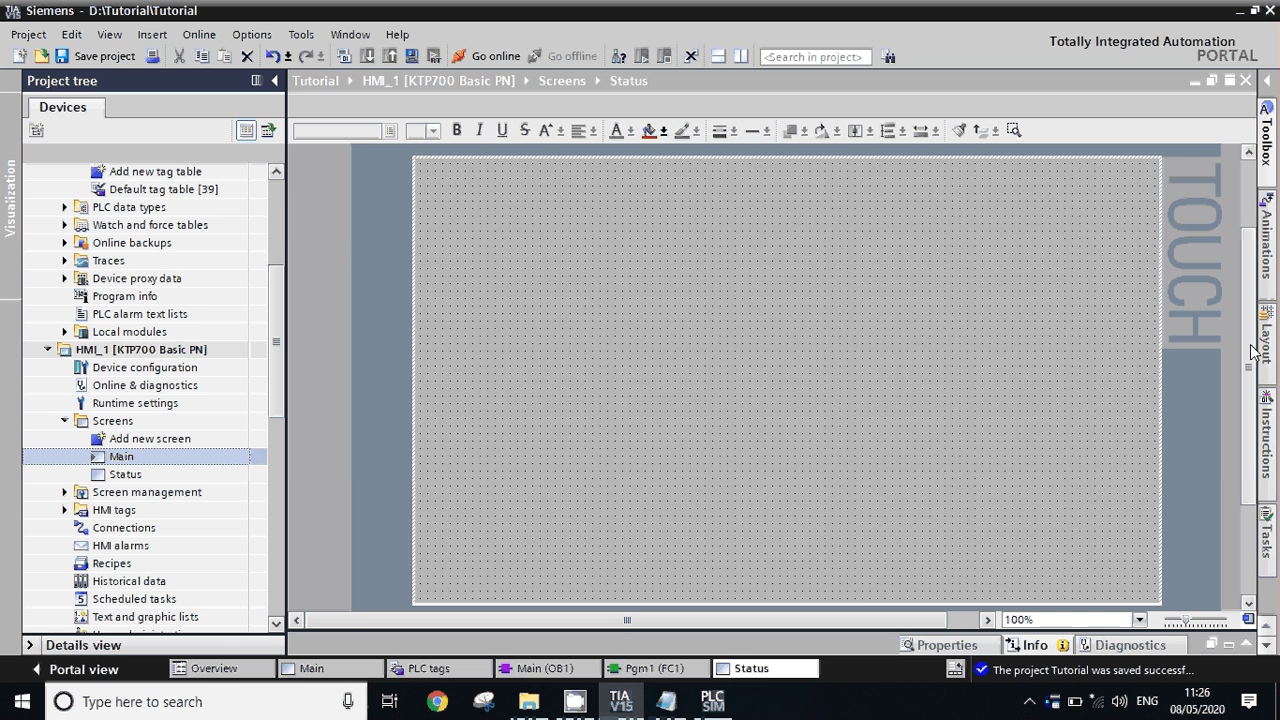 TIA
V15
Siemens - D:\Tutorial\Tutorial
Project Edit View Insert Online Options Tools Window Help
Totally Integrated Automation
PORTAL
Save project
Go online
Go offline
<Search in project>
Project tree
Tutorial HMI_1 [KTP700 Basic PN] Screens Status
Devices
Visualization
Add new tag table
Default tag table [39]
PLC data types
Watch and force tables
Online backups
Traces
Device proxy data
Program info
PLC alarm text lists
Local modules
HMI_1 [KTP700 Basic PN]
Device configuration
Online & diagnostics
Runtime settings
Screens
Add new screen
Main
Status
Screen management
HMI tags
Connections
HMI alarms
Recipes
Historical data
Scheduled tasks
Text and graphic lists
B I U S A A
TOUCH
Toolbox
Animations
Layout
Instructions
Tasks
100%
Details view
Properties
Info
Diagnostics
Portal view
Overview
Main
PLC tags
Main (OB1)
Pgm1 (FC1)
Status
The project Tutorial was saved successf...
Type here to search
TIA
V15
PLC
SIM
ENG
11:26
08/05/2020